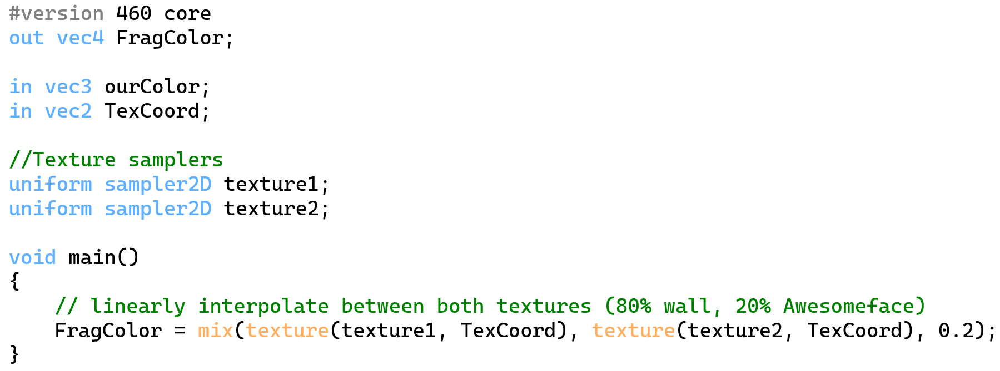 #version 460 core
out vec4 FragColor;
in vec3 ourColor;
in vec2 TexCoord;
//Texture samplers
uniform sampler2D texture1;
uniform sampler2D texture2;
void main()
{
    // linearly interpolate between both textures (80% wall, 20% Awesomeface)
    FragColor = mix(texture(texture1, TexCoord), texture(texture2, TexCoord), 0.2);
}